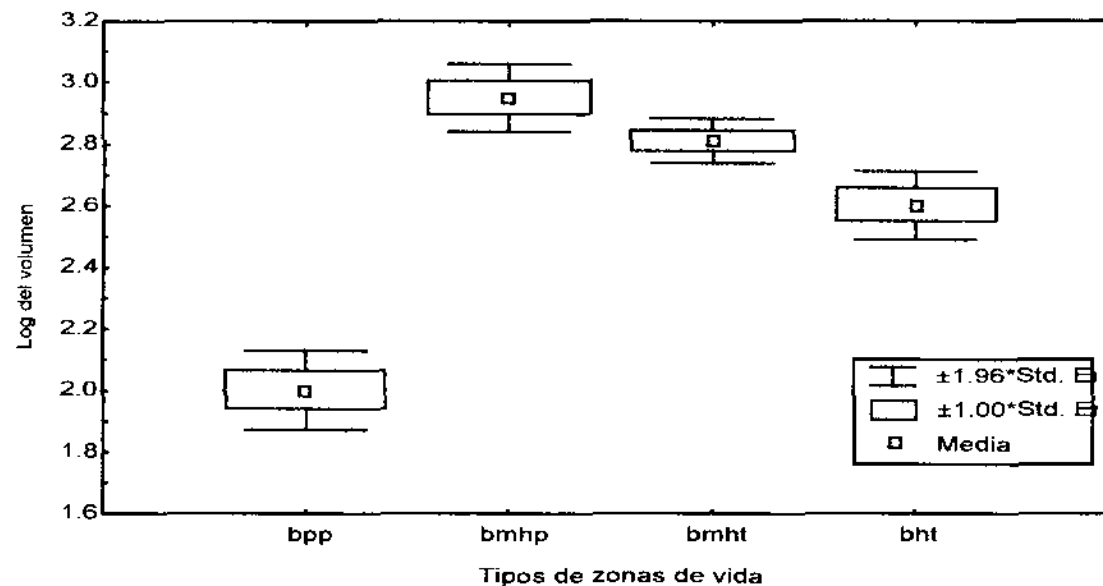 3.2
3.0
2.8
2.6
2.4
2.2
2.0
1.8
1.6
Log del volumen
bpp bmhp bmht bht
Tipos de zonas de vida
±1.96*Std. E
±1.00*Std. E
Media